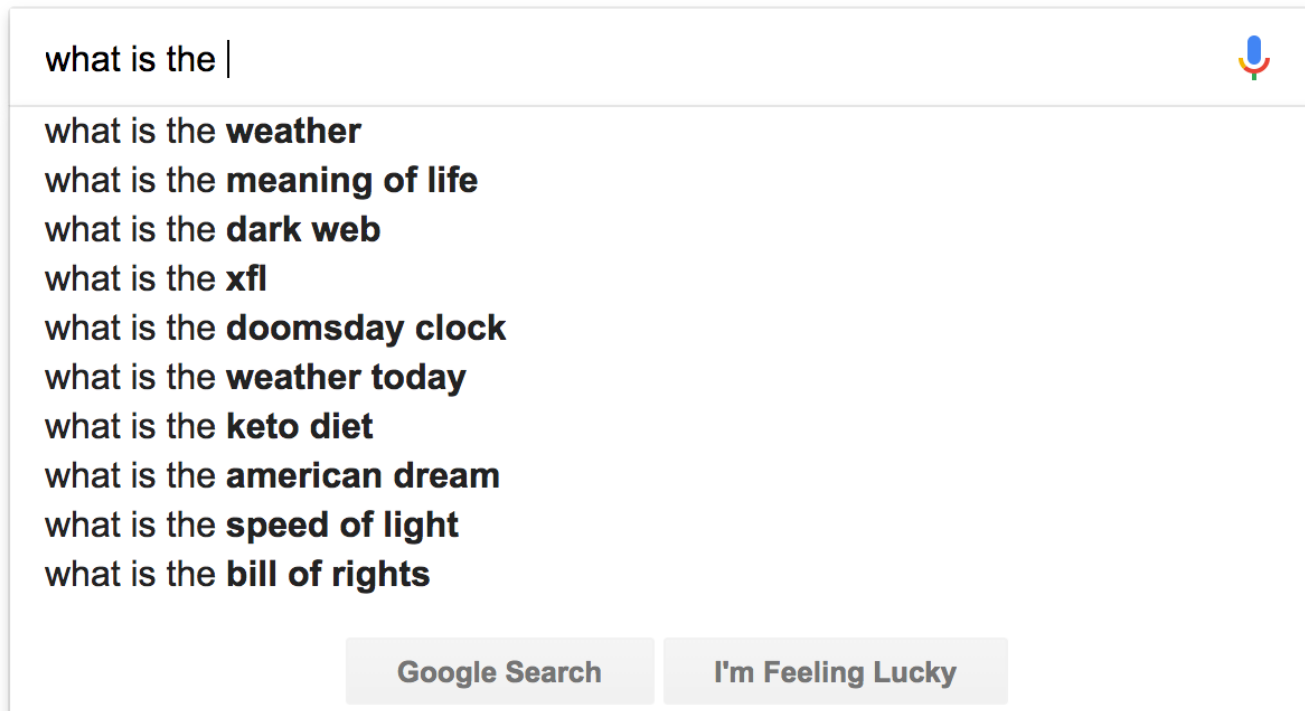 what is the
what is the weather
what is the meaning of life
what is the dark web
what is the xfl
what is the doomsday clock
what is the weather today
what is the keto diet
what is the american dream
what is the speed of light
what is the bill of rights
Google Search I'm Feeling Lucky